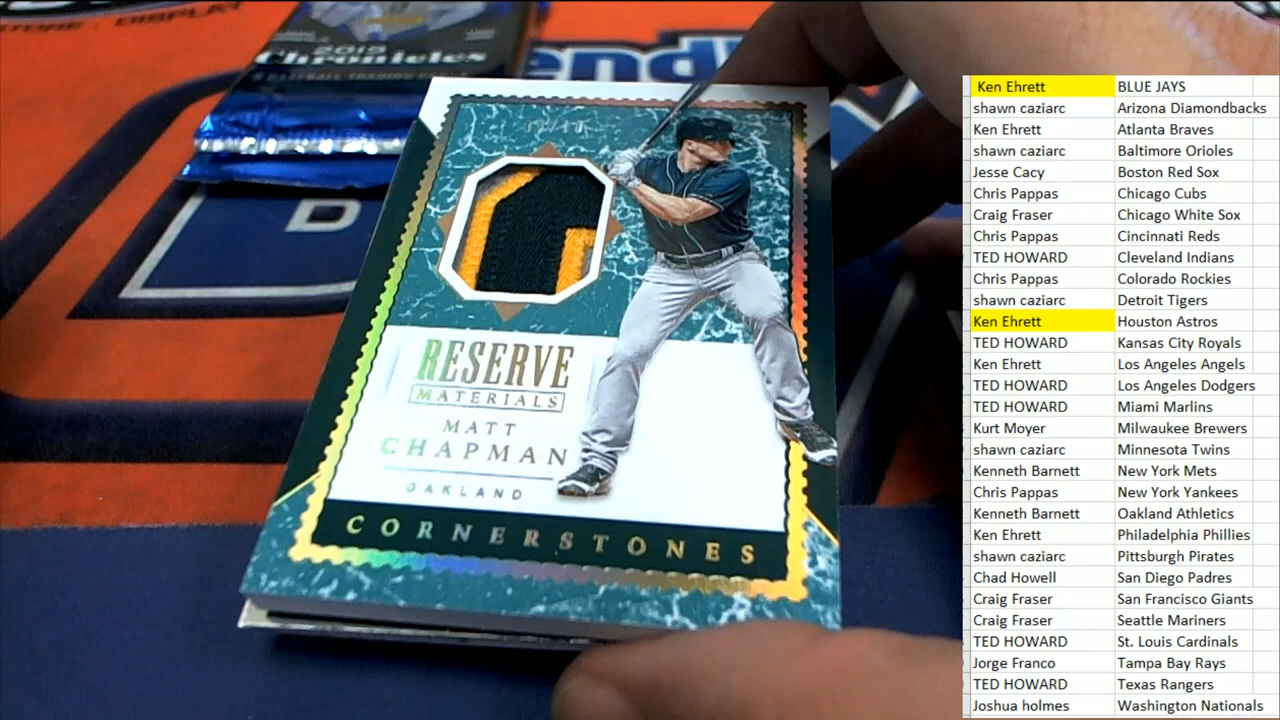 2015
Chronicles
BASEBALL TRADING
end
D
RESERVE
MATERIALS
MATT
CHAPMAN
OAKLAND
CORNERSTONES
Ken Ehrett BLUE JAYS
shawn caziarc Arizona Diamondbacks
Ken Ehrett Atlanta Braves
shawn caziarc Baltimore Orioles
Jesse Cacy Boston Red Sox
Chris Pappas Chicago Cubs
Craig Fraser Chicago White Sox
Chris Pappas Cincinnati Reds
TED HOWARD Cleveland Indians
Chris Pappas Colorado Rockies
shawn caziarc Detroit Tigers
Ken Ehrett Houston Astros
TED HOWARD Kansas City Royals
Ken Ehrett Los Angeles Angels
TED HOWARD Los Angeles Dodgers
TED HOWARD Miami Marlins
Kurt Moyer Milwaukee Brewers
shawn caziarc Minnesota Twins
Kenneth Barnett New York Mets
Chris Pappas New York Yankees
Kenneth Barnett Oakland Athletics
Ken Ehrett Philadelphia Phillies
shawn caziarc Pittsburgh Pirates
Chad Howell San Diego Padres
Craig Fraser San Francisco Giants
Craig Fraser Seattle Mariners
TED HOWARD St. Louis Cardinals
Jorge Franco Tampa Bay Rays
TED HOWARD Texas Rangers
Joshua holmes Washington Nationals